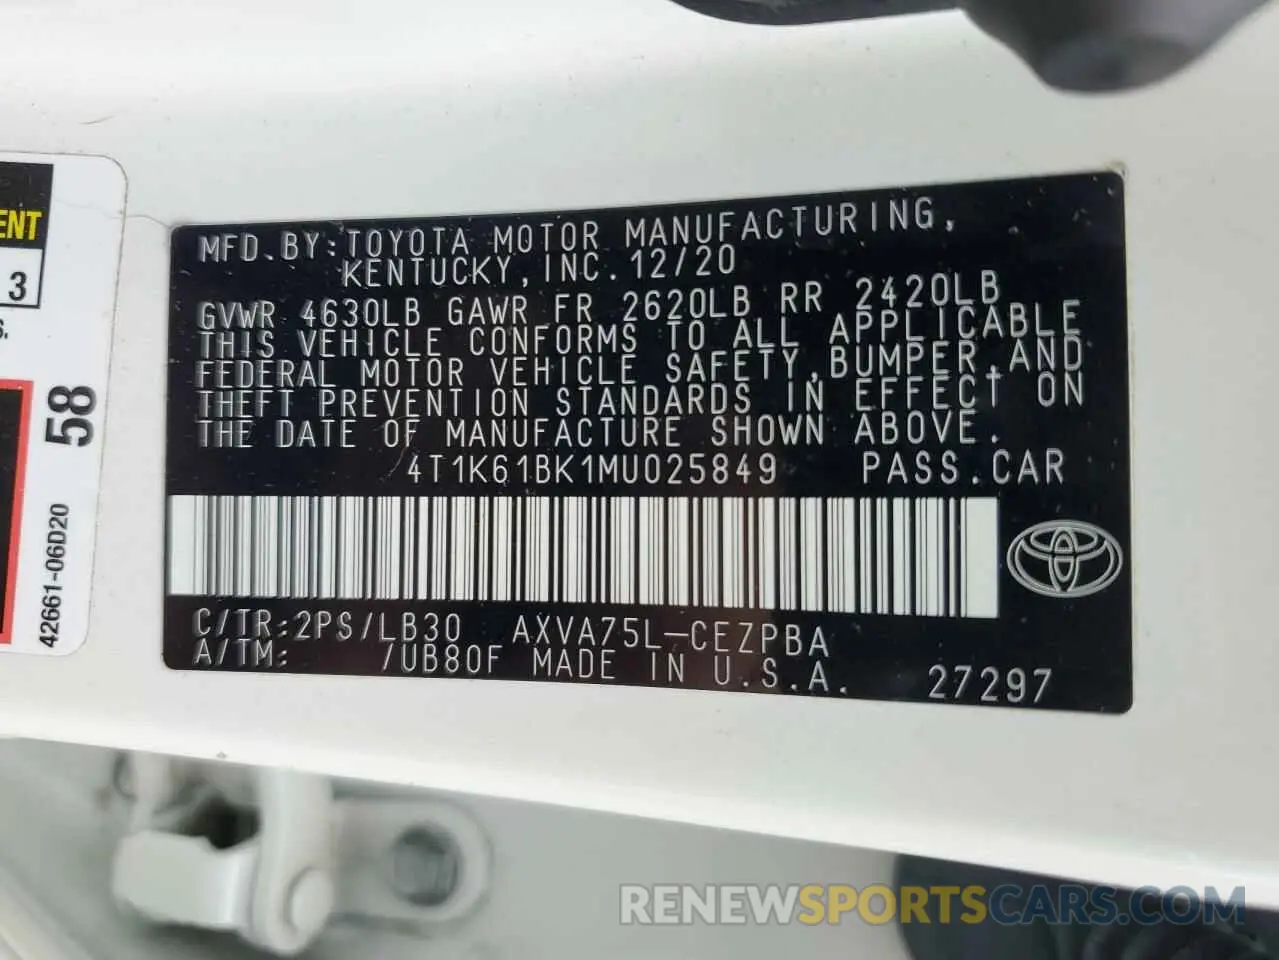 ENT
3
S.
58
42661-06D20
MFD.BY:TOYOTA MOTOR MANUFACTURING,
KENTUCKY,INC.12/20
GVWR 4630LB GAWR FR 2620LB RR 2420LB
THIS VEHICLE CONFORMS TO ALL APPLICABLE
FEDERAL MOTOR VEHICLE SAFETY,BUMPER,AND
THEFT PREVENTION STANDARDS IN EFFECT ON
THE DATE OF MANUFACTURE SHOWN ABOVE.
4T1K61BK1MU025849 PASS.CAR
C/TR:2PS/LB30 AXVA75L-CEZPBA
A/TM: /UB80F MADE IN U.S.A. 27297
RENEWSPORTSCARS.COM